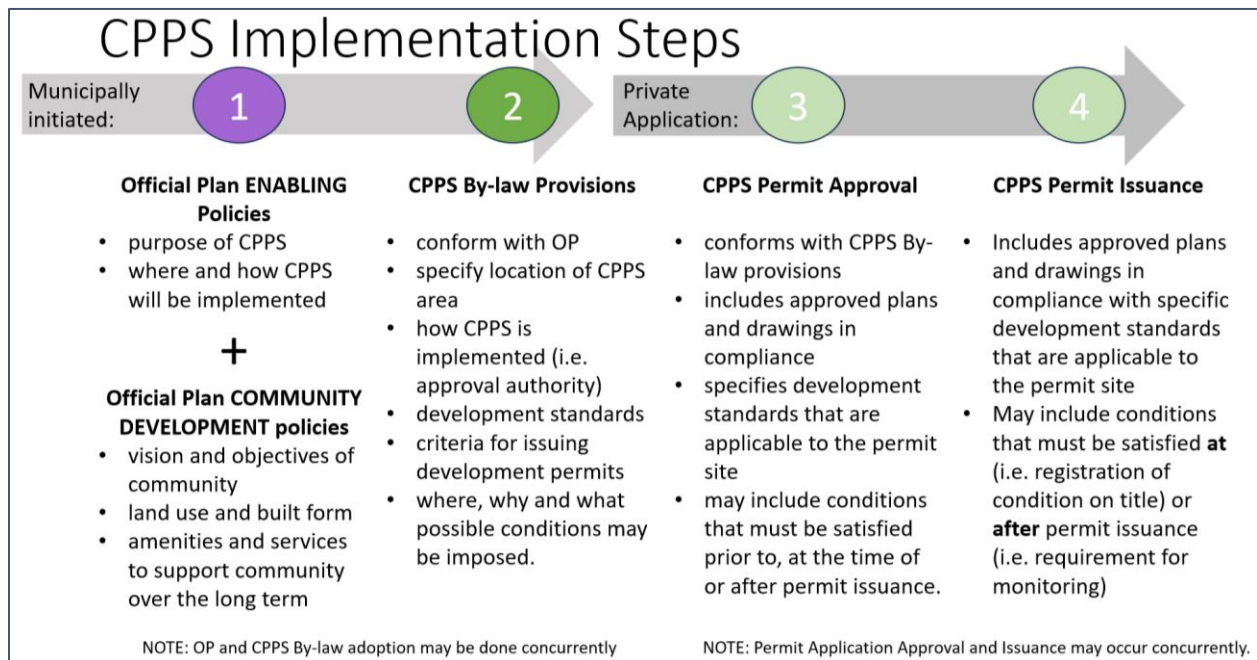 CPPS Implementation Steps
Municipally
initiated:
1
2
Private
Application:
3
4
Official Plan ENABLING
Policies
• purpose of CPPS
• where and how CPPS
will be implemented
+
Official Plan COMMUNITY
DEVELOPMENT policies
• vision and objectives of
community
• land use and built form
• amenities and services
to support community
over the long term
CPPS By-law Provisions
• conform with OP
• specify location of CPPS
area
• how CPPS is
implemented (i.e.
approval authority)
• development standards
• criteria for issuing
development permits
• where, why and what
possible conditions may
be imposed.
CPPS Permit Approval
• conforms with CPPS By-
law provisions
• includes approved plans
and drawings in
compliance
• specifies development
standards that are
applicable to the permit
site
• may include conditions
that must be satisfied
prior to, at the time of
or after permit issuance.
CPPS Permit Issuance
• Includes approved plans
and drawings in
compliance with specific
development standards
that are applicable to
the permit site
• May include conditions
that must be satisfied at
(i.e. registration of
condition on title) or
after permit issuance
(i.e. requirement for
monitoring)
NOTE: OP and CPPS By-law adoption may be done concurrently
NOTE: Permit Application Approval and Issuance may occur concurrently.